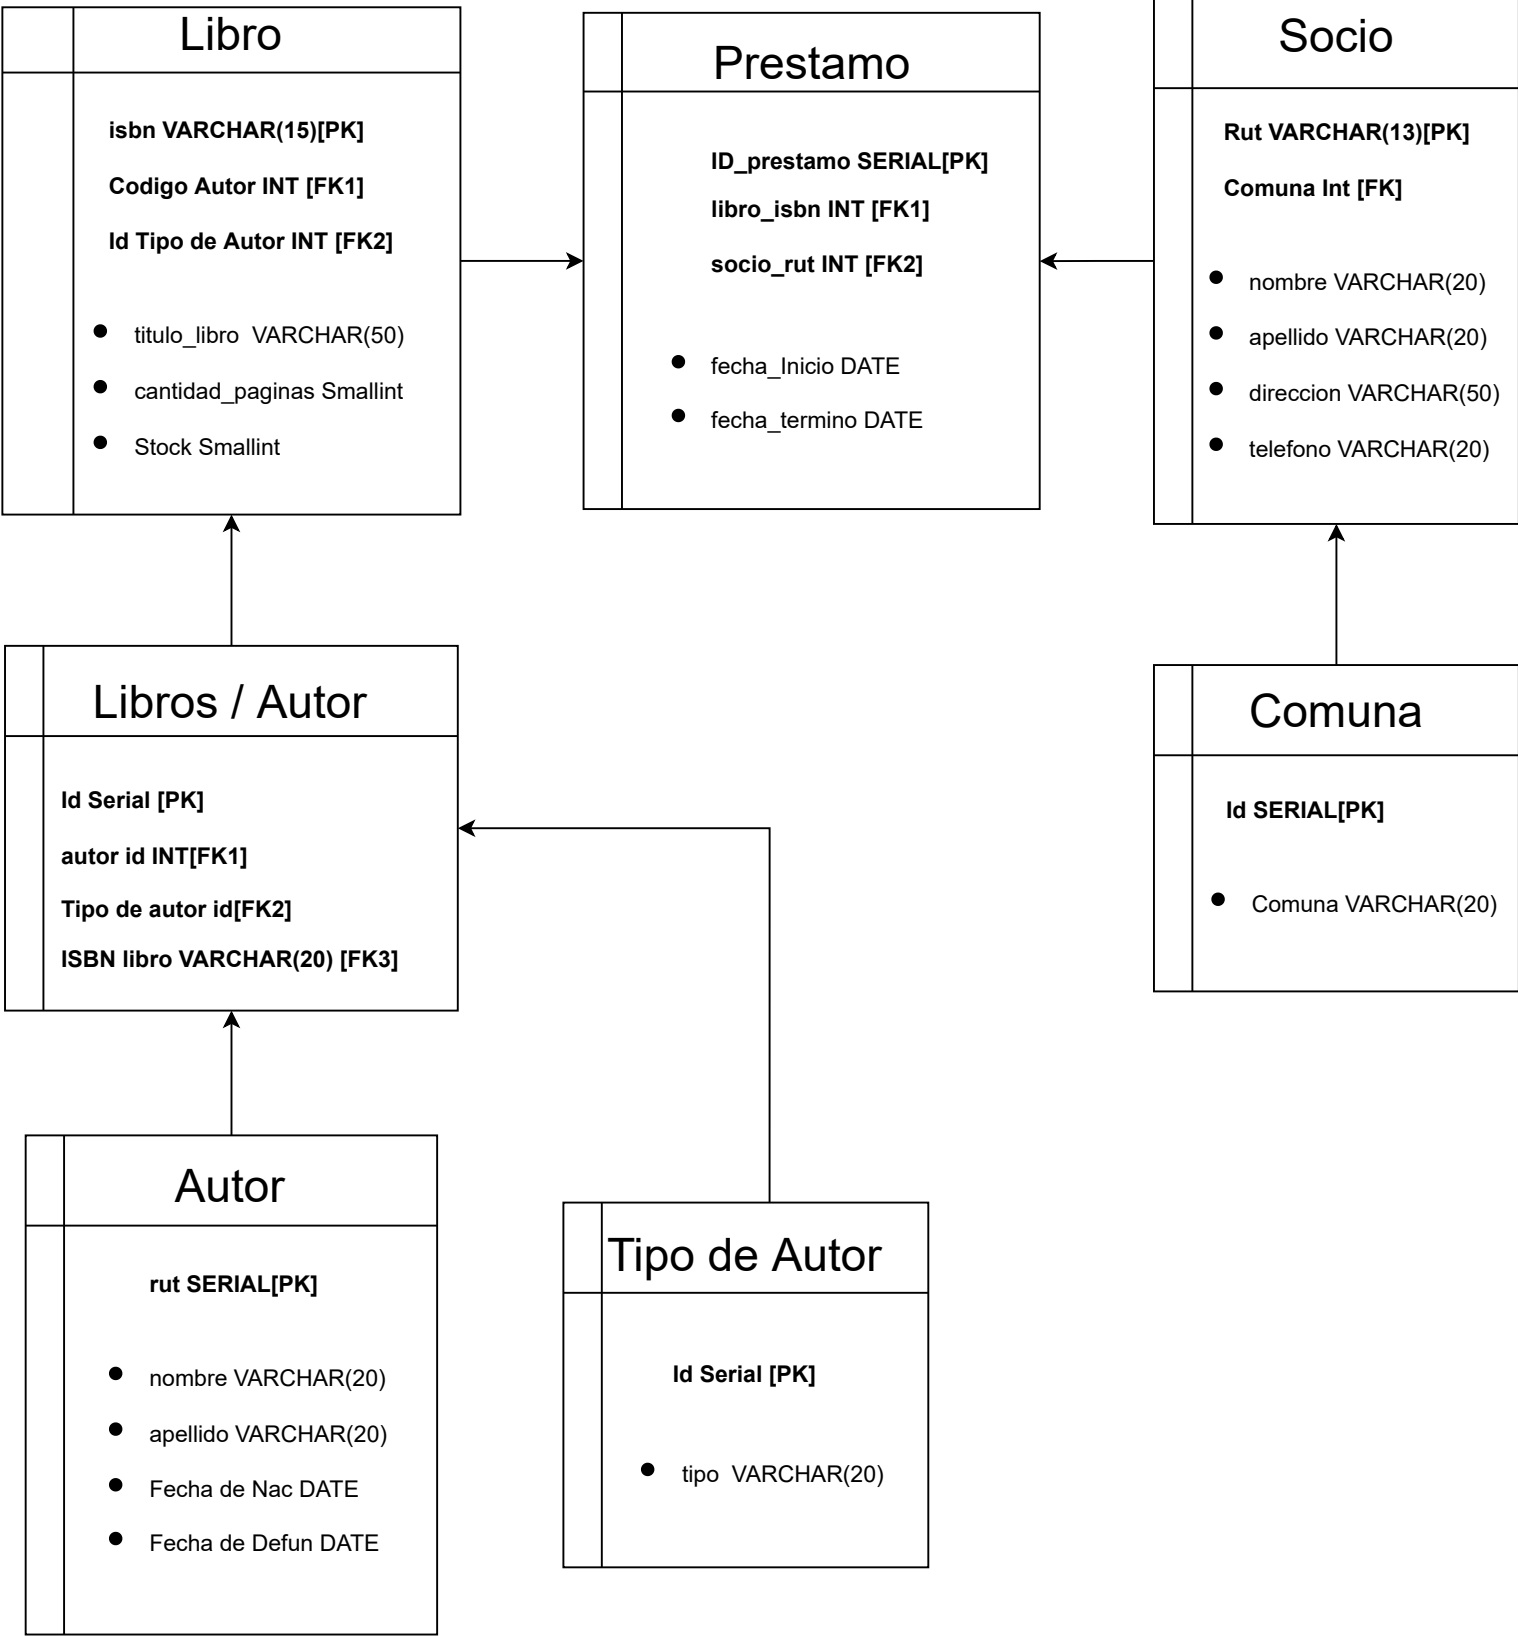 Libro
isbn VARCHAR(15)[PK]
Codigo Autor INT [FK1]
Id Tipo de Autor INT [FK2]
titulo_libro  VARCHAR(50)
cantidad_paginas Smallint
Stock Smallint
Prestamo
ID_prestamo SERIAL[PK]
libro_isbn INT [FK1]
socio_rut INT [FK2]
fecha_Inicio DATE
fecha_termino DATE
Socio
Rut VARCHAR(13)[PK]
Comuna Int [FK]
nombre VARCHAR(20)
apellido VARCHAR(20)
direccion VARCHAR(50)
telefono VARCHAR(20)
Libros / Autor
Id Serial [PK]
autor id INT[FK1]
Tipo de autor id[FK2]
ISBN libro VARCHAR(20) [FK3]
Comuna
Id SERIAL[PK]
Comuna VARCHAR(20)
Autor
rut SERIAL[PK]
nombre VARCHAR(20)
apellido VARCHAR(20)
Fecha de Nac DATE
Fecha de Defun DATE
Tipo de Autor
Id Serial [PK]
tipo  VARCHAR(20)